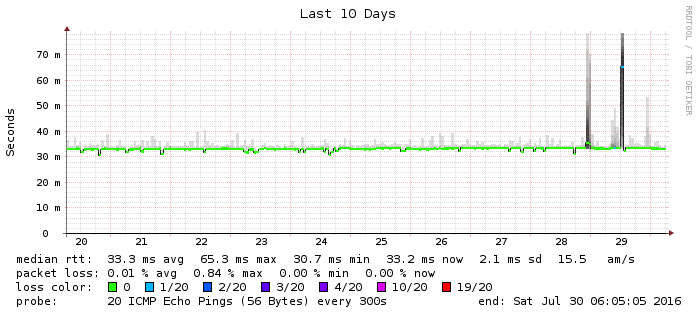 Last 10 Days
RRDTOOL / TOBI OETIKER
Seconds
70 m
60 m
50 m
40 m
30 m
20 m
10 m
0
20 21 22 23 24 25 26 27 28 29
median rtt: 33.3 ms avg 65.3 ms max 30.7 ms min 33.2 ms now 2.1 ms sd 15.5 am/s
packet loss: 0.01 % avg 0.84 % max 0.00 % min 0.00 % now
loss color: 0 1/20 2/20 3/20 4/20 10/20 19/20
probe: 20 ICMP Echo Pings (56 Bytes) every 300s end: Sat Jul 30 06:05:05 2016